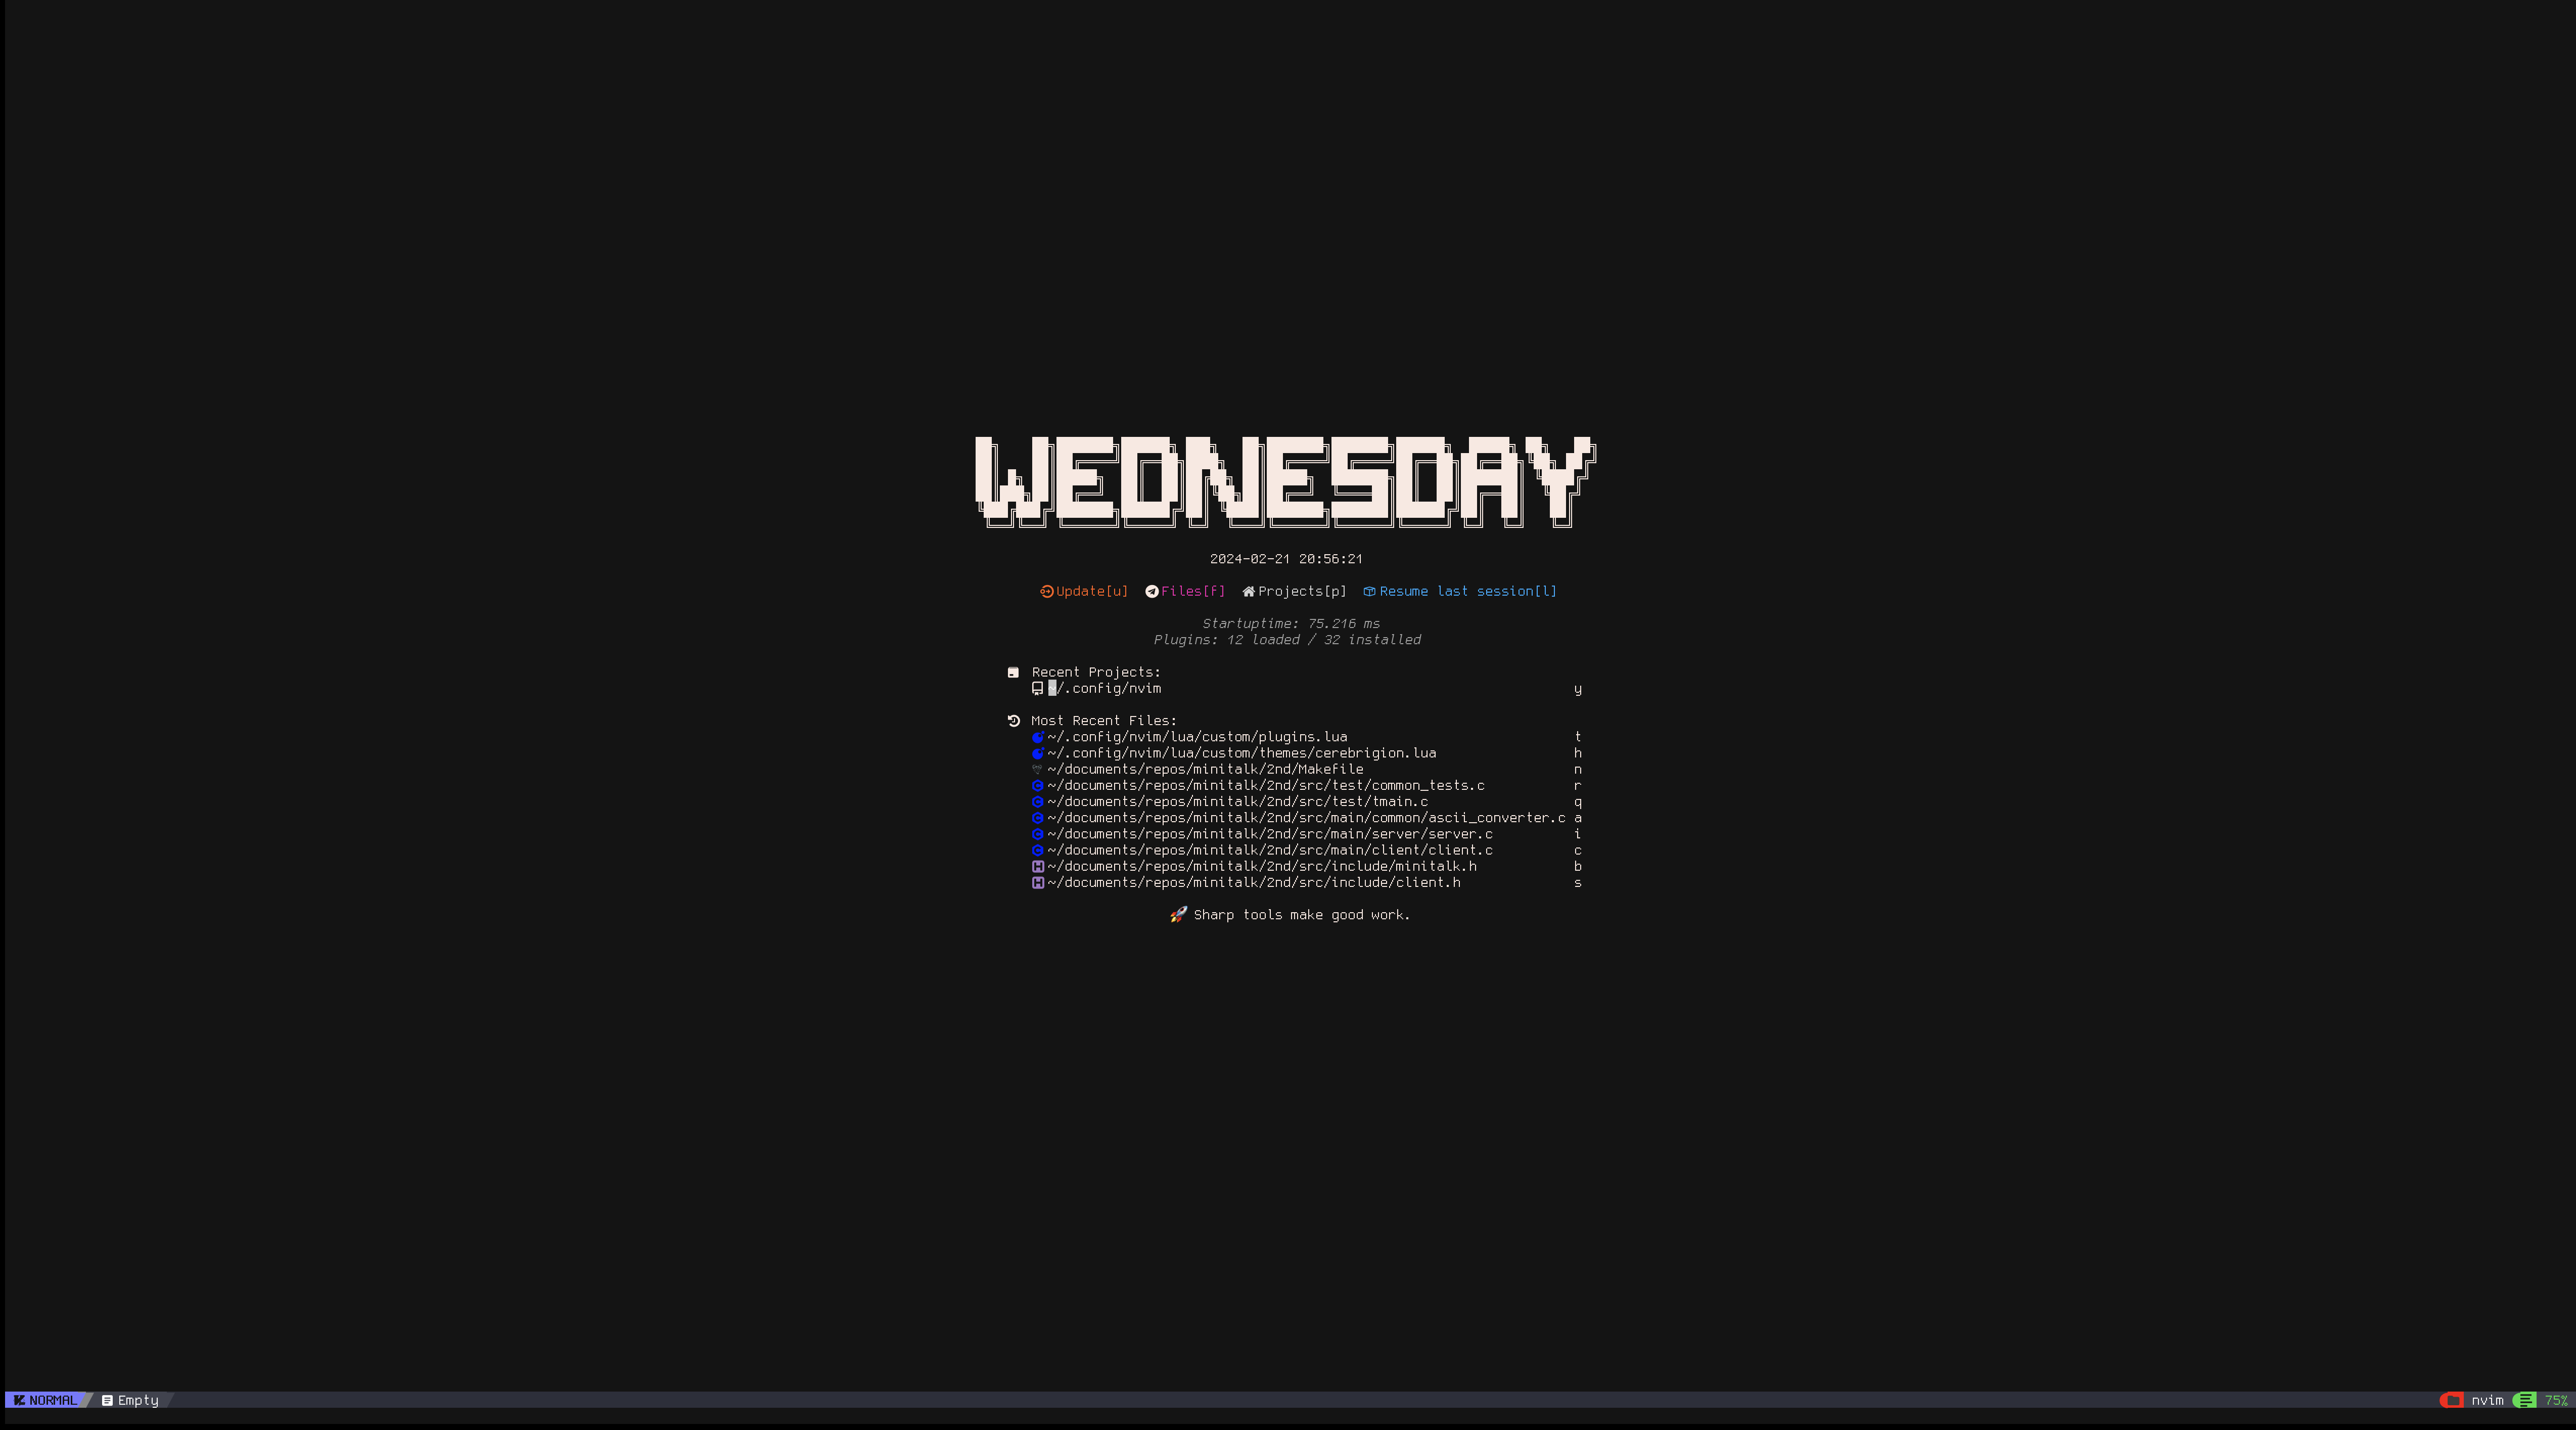 WEDNESDAY
2024-02-21 20:56:21
Update[u] Files[f] Projects[p] Resume last session[l]
Startuptime: 75.216 ms
Plugins: 12 loaded / 32 installed
Recent Projects:
~/.config/nvim y
Most Recent Files:
~/.config/nvim/lua/custom/plugins.lua t
~/.config/nvim/lua/custom/themes/cerebrigion.lua h
~/documents/repos/minitalk/2nd/Makefile n
~/documents/repos/minitalk/2nd/src/test/common_tests.c r
~/documents/repos/minitalk/2nd/src/test/tmain.c q
~/documents/repos/minitalk/2nd/src/main/common/ascii_converter.c a
~/documents/repos/minitalk/2nd/src/main/server/server.c i
~/documents/repos/minitalk/2nd/src/main/client/client.c c
~/documents/repos/minitalk/2nd/src/include/minitalk.h b
~/documents/repos/minitalk/2nd/src/include/client.h s
🚀 Sharp tools make good work.
NORMAL Empty nvim 75%